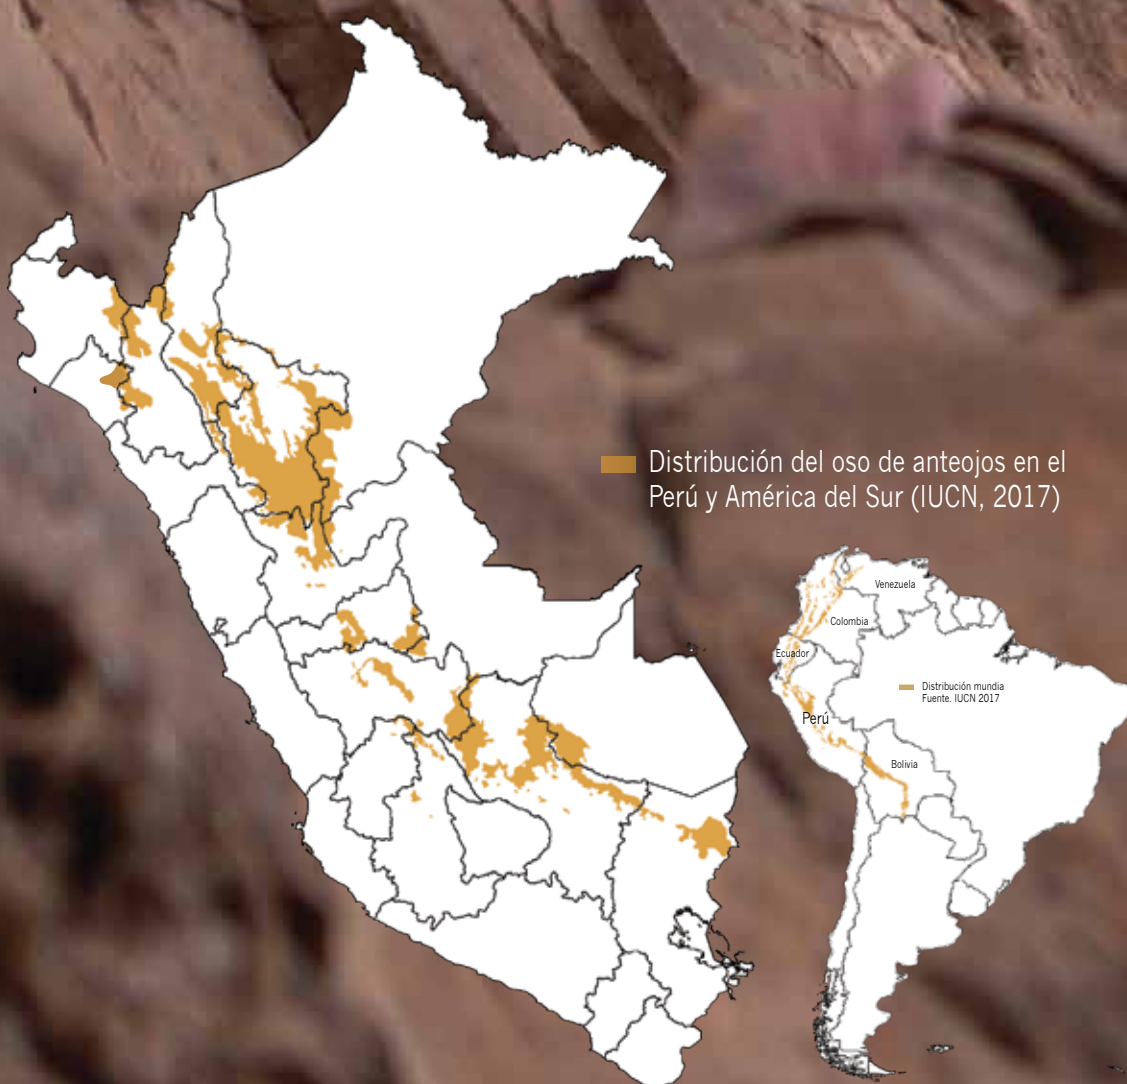 Distribución del oso de anteojos en el
Perú y América del Sur (IUCN, 2017)
Venezuela
Colombia
Ecuador
Distribución mundia
Fuente. IUCN 2017
Perú
Bolivia